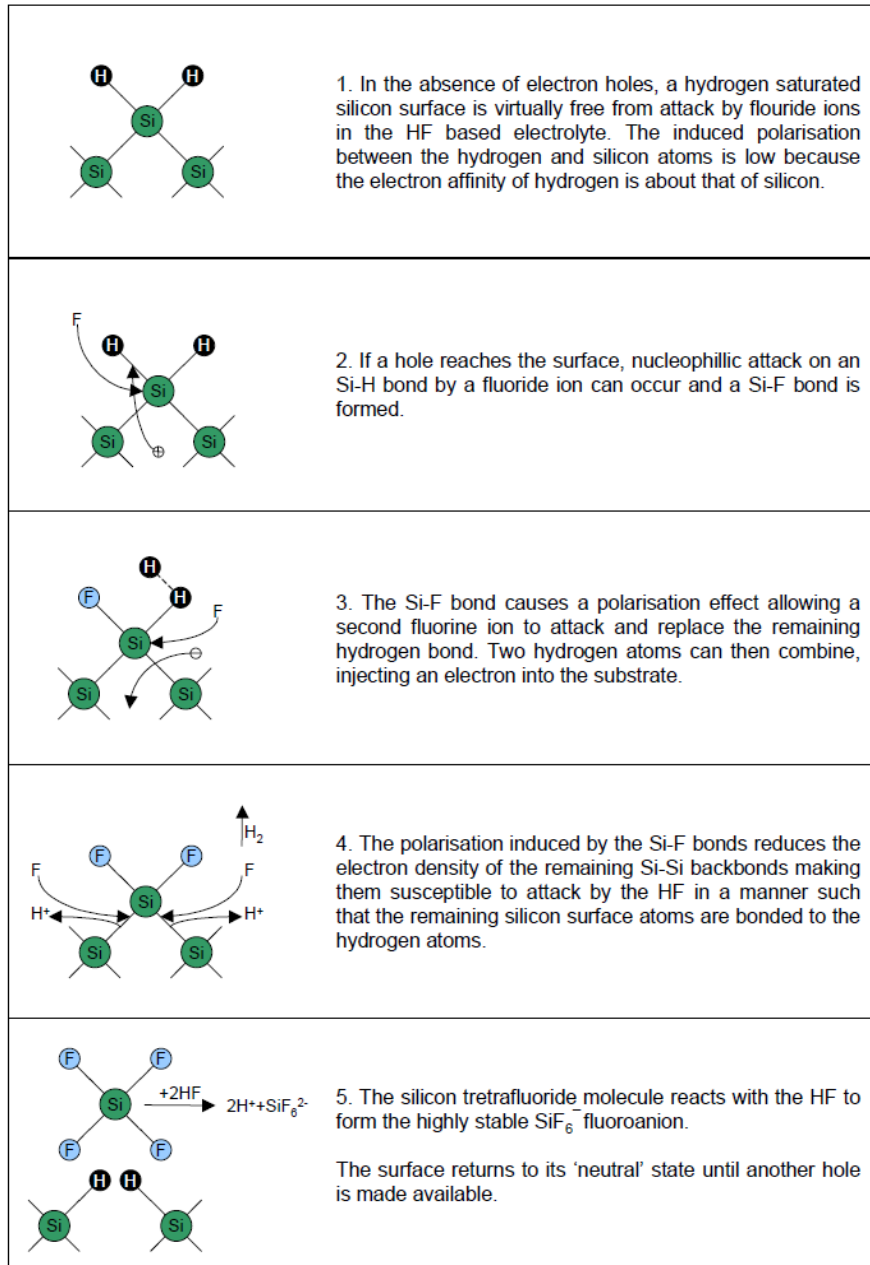 H H
Si
Si Si
1. In the absence of electron holes, a hydrogen saturated
silicon surface is virtually free from attack by flouride ions
in the HF based electrolyte. The induced polarisation
between the hydrogen and silicon atoms is low because
the electron affinity of hydrogen is about that of silicon.
F
H H
Si
Si Si
⊕
2. If a hole reaches the surface, nucleophillic attack on an
Si-H bond by a fluoride ion can occur and a Si-F bond is
formed.
H
F H
F
Si
⊖
Si Si
3. The Si-F bond causes a polarisation effect allowing a
second fluorine ion to attack and replace the remaining
hydrogen bond. Two hydrogen atoms can then combine,
injecting an electron into the substrate.
H₂
F F
F F
Si
H⁺ H⁺
Si Si
4. The polarisation induced by the Si-F bonds reduces the
electron density of the remaining Si-Si backbonds making
them susceptible to attack by the HF in a manner such
that the remaining silicon surface atoms are bonded to the
hydrogen atoms.
F F
+2HF
Si 2H⁺+SiF₆²⁻
F F
H H
Si Si
5. The silicon tretrafluoride molecule reacts with the HF to
form the highly stable SiF₆⁻ fluoroanion.
The surface returns to its ‘neutral’ state until another hole
is made available.